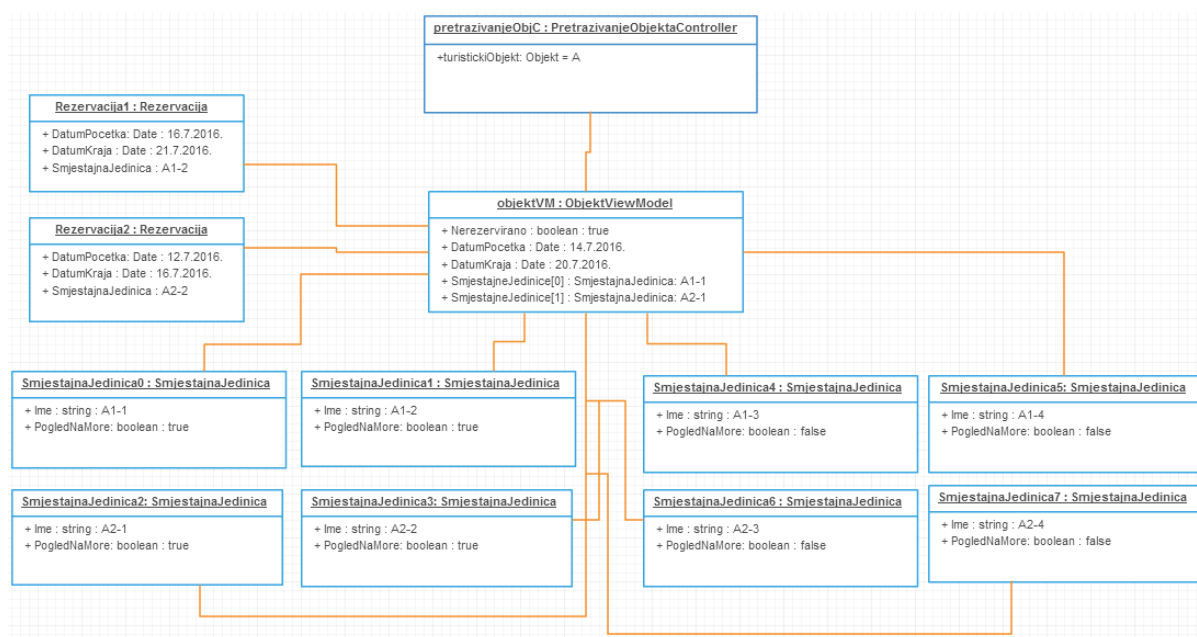 pretrazivanjeObjC : PretrazivanjeObjektaController
+turistickiObjekt: Objekt = A
Rezervacija1 : Rezervacija
+ DatumPocetka: Date : 16.7.2016.
+ DatumKraja : Date : 21.7.2016.
+ SmjestajnaJedinica : A1-2
Rezervacija2 : Rezervacija
+ DatumPocetka: Date : 12.7.2016.
+ DatumKraja : Date : 16.7.2016.
+ SmjestajnaJedinica : A2-2
objektVM : ObjektViewModel
+ Nerezervirano : boolean : true
+ DatumPocetka : Date : 14.7.2016.
+ DatumKraja : Date : 20.7.2016.
+ SmjestajneJedinice[0] : SmjestajnaJedinica: A1-1
+ SmjestajneJedinice[1] : SmjestajnaJedinica: A2-1
SmjestajnaJedinica0 : SmjestajnaJedinica
+ Ime : string : A1-1
+ PogledNaMore: boolean : true
SmjestajnaJedinica1 : SmjestajnaJedinica
+ Ime : string : A1-2
+ PogledNaMore: boolean : true
SmjestajnaJedinica4 : SmjestajnaJedinica
+ Ime : string : A1-3
+ PogledNaMore: boolean : false
SmjestajnaJedinica5: SmjestajnaJedinica
+ Ime : string : A1-4
+ PogledNaMore: boolean : false
SmjestajnaJedinica2: SmjestajnaJedinica
+ Ime : string : A2-1
+ PogledNaMore: boolean : true
SmjestajnaJedinica3: SmjestajnaJedinica
+ Ime : string : A2-2
+ PogledNaMore: boolean : true
SmjestajnaJedinica6 : SmjestajnaJedinica
+ Ime : string : A2-3
+ PogledNaMore: boolean : false
SmjestajnaJedinica7 : SmjestajnaJedinica
+ Ime : string : A2-4
+ PogledNaMore: boolean : false